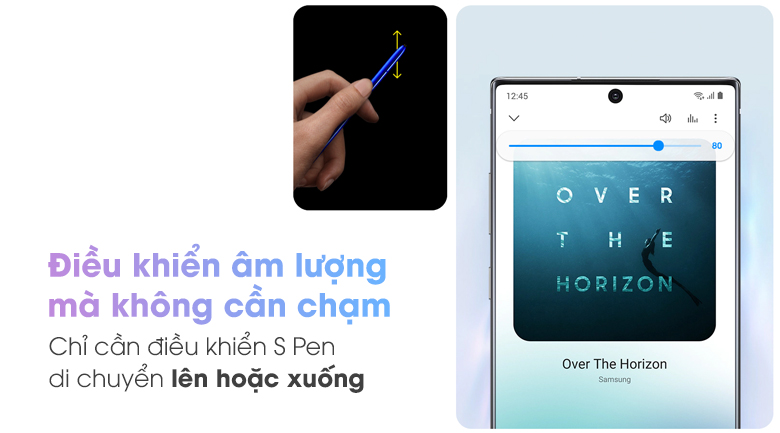 Điều khiển âm lượng
mà không cần chạm
Chỉ cần điều khiển S Pen
di chuyển lên hoặc xuống
12:45
80
OVER
THE
HORIZON
Over The Horizon
Samsung